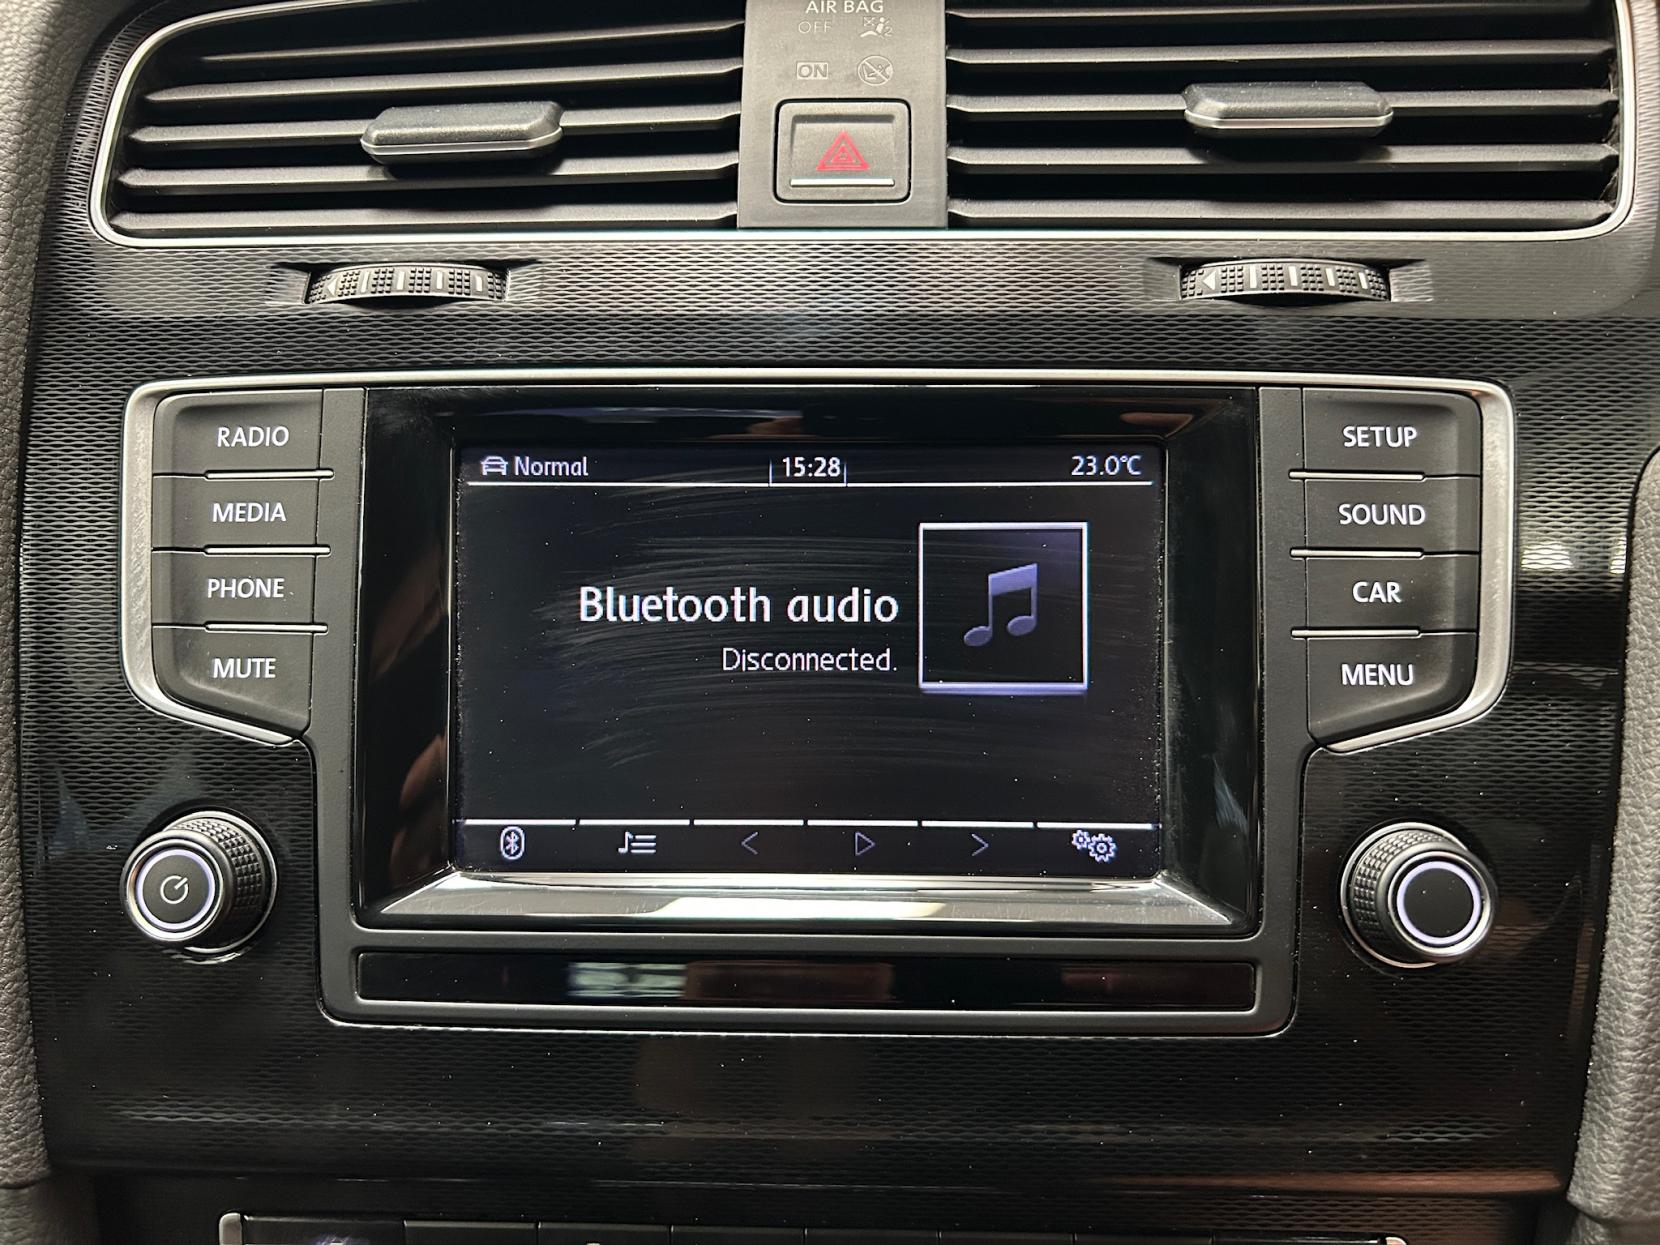 AIR BAG
OFF
ON
RADIO
MEDIA
PHONE
MUTE
Normal
15:28
23.0°C
Bluetooth audio
Disconnected.
SETUP
SOUND
CAR
MENU